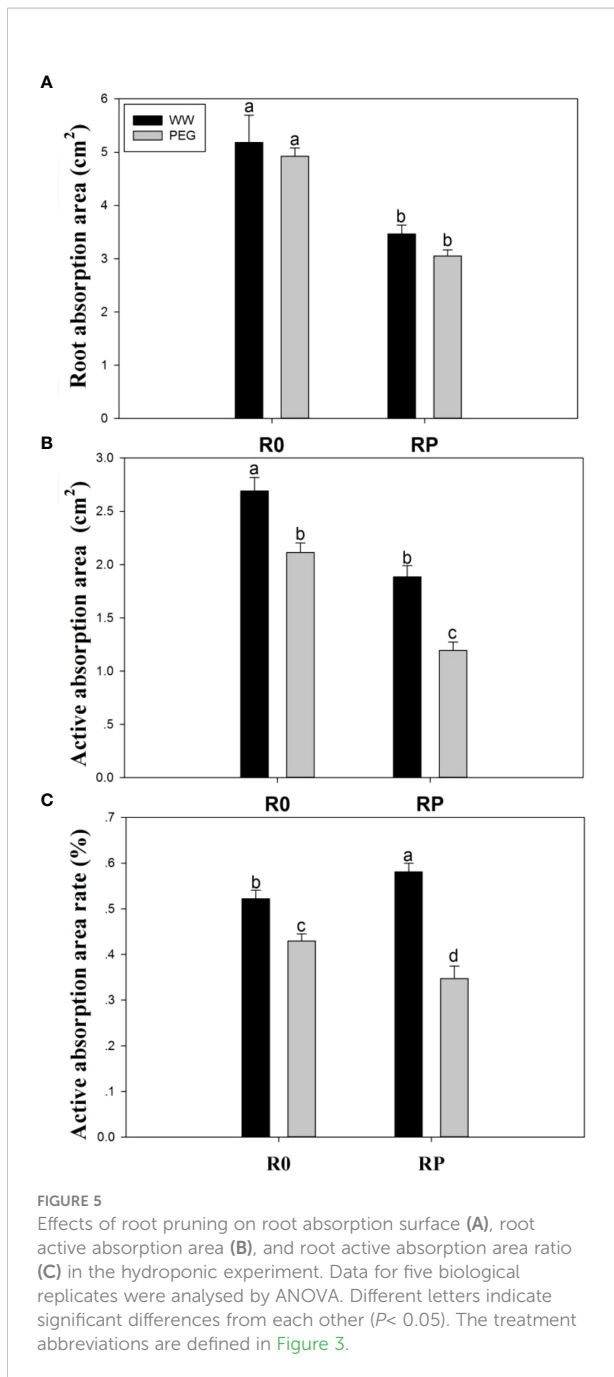 A
Root absorption area (cm²)
6
5
4
3
2
1
0
WW
PEG
a
a
b
b
R0
RP
B
Active absorption area (cm²)
3.0
2.5
2.0
1.5
1.0
.5
0.0
a
b
b
c
R0
RP
C
Active absorption area rate (%)
.7
.6
.5
.4
.3
.2
.1
0.0
b
c
a
d
R0
RP
FIGURE 5
Effects of root pruning on root absorption surface (A), root
active absorption area (B), and root active absorption area ratio
(C) in the hydroponic experiment. Data for five biological
replicates were analysed by ANOVA. Different letters indicate
significant differences from each other (P< 0.05). The treatment
abbreviations are defined in Figure 3.